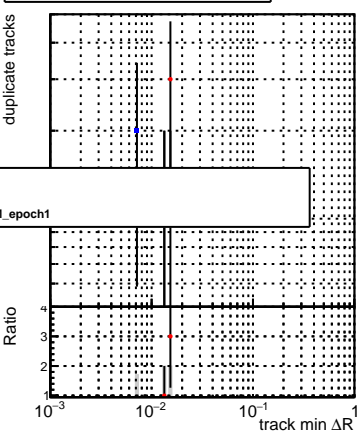 duplicate tracks
_epoch1
Ratio
4
3
2
1
10⁻³ 10⁻² 10⁻¹ 1
track min ΔR